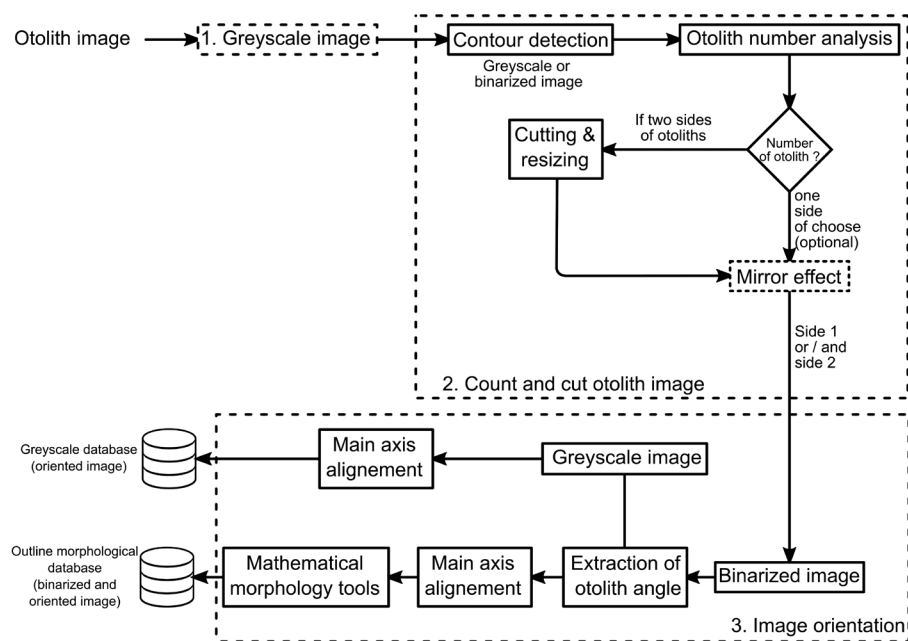 Otolith image
1. Greyscale image
Contour detection
Greyscale or
binarized image
Otolith number analysis
Number
of otolith ?
If two sides
of otoliths
Cutting &
resizing
one
side
of choose
(optional)
Mirror effect
Side 1
or / and
side 2
2. Count and cut otolith image
Greyscale database
(oriented image)
Main axis
alignement
Greyscale image
Outline morphological
database
(binarized and
oriented image)
Mathematical
morphology tools
Main axis
alignement
Extraction of
otolith angle
Binarized image
3. Image orientation